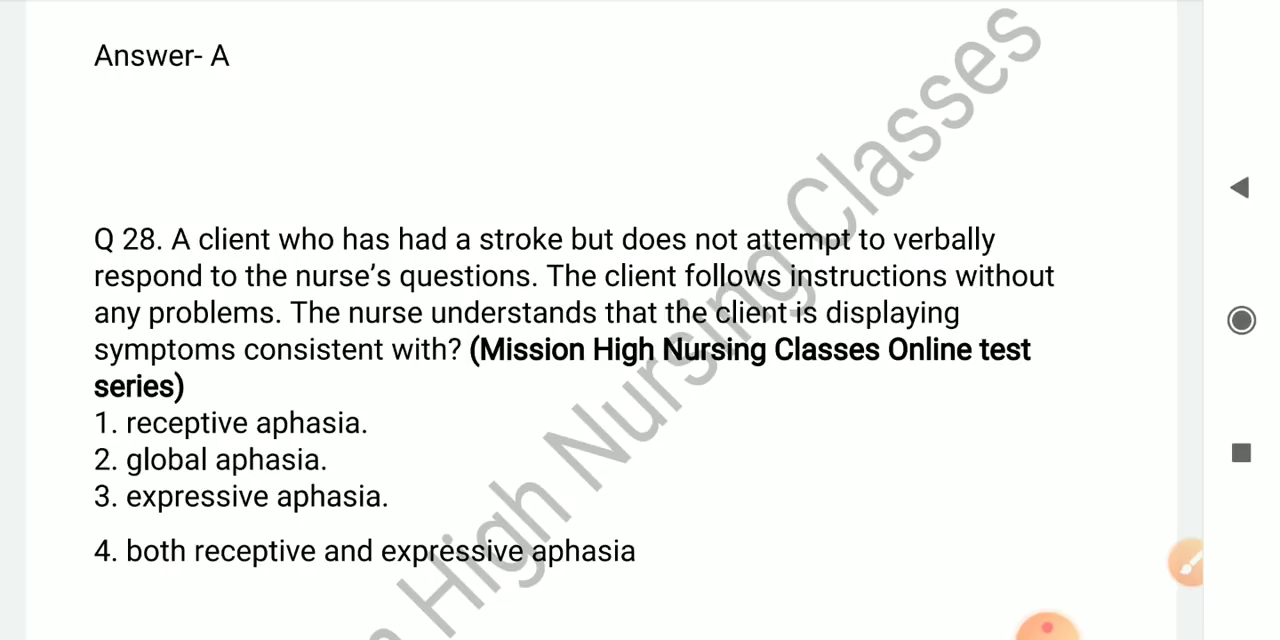 Answer- A
Q 28. A client who has had a stroke but does not attempt to verbally
respond to the nurse's questions. The client follows instructions without
any problems. The nurse understands that the client is displaying
symptoms consistent with? (Mission High Nursing Classes Online test
series)
1. receptive aphasia.
2. global aphasia.
3. expressive aphasia.
4. both receptive and expressive aphasia
High Nursing Classes